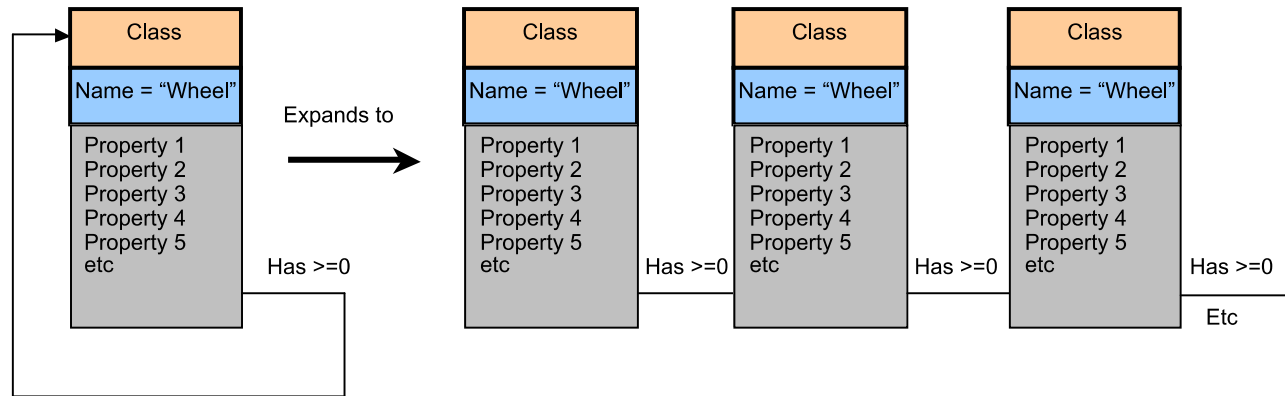 Class
Name = “Wheel”
Property 1
Property 2
Property 3
Property 4
Property 5
etc
Has >=0
Expands to
Class
Name = “Wheel”
Property 1
Property 2
Property 3
Property 4
Property 5
etc
Has >=0
Class
Name = “Wheel”
Property 1
Property 2
Property 3
Property 4
Property 5
etc
Has >=0
Class
Name = “Wheel”
Property 1
Property 2
Property 3
Property 4
Property 5
etc
Has >=0
Etc